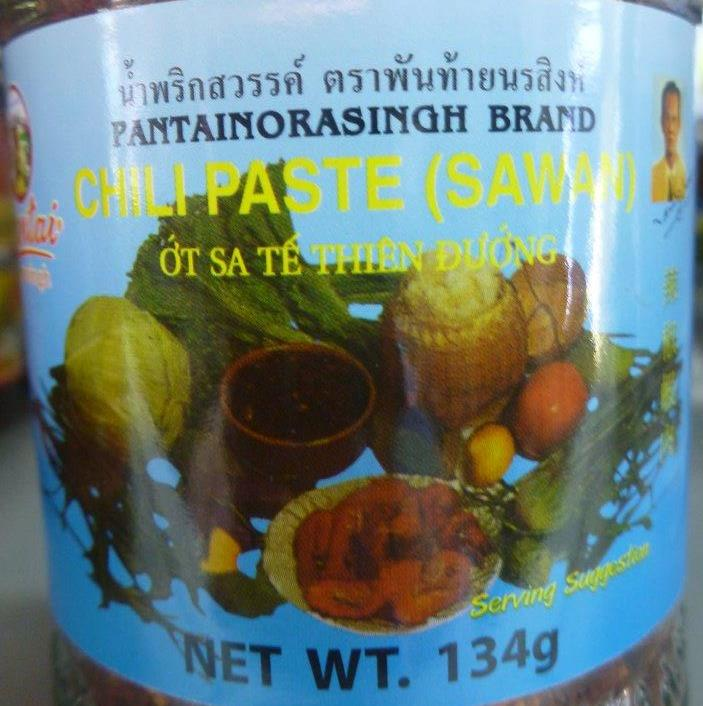 น้ำพริกสวรรค์ ตราพันท้ายนรสิงห์
PANTAINORASINGH BRAND
CHILI PASTE (SAWAN)
ỚT SA TẾ THIÊN ĐƯỜNG
Serving Suggestion
NET WT. 134g